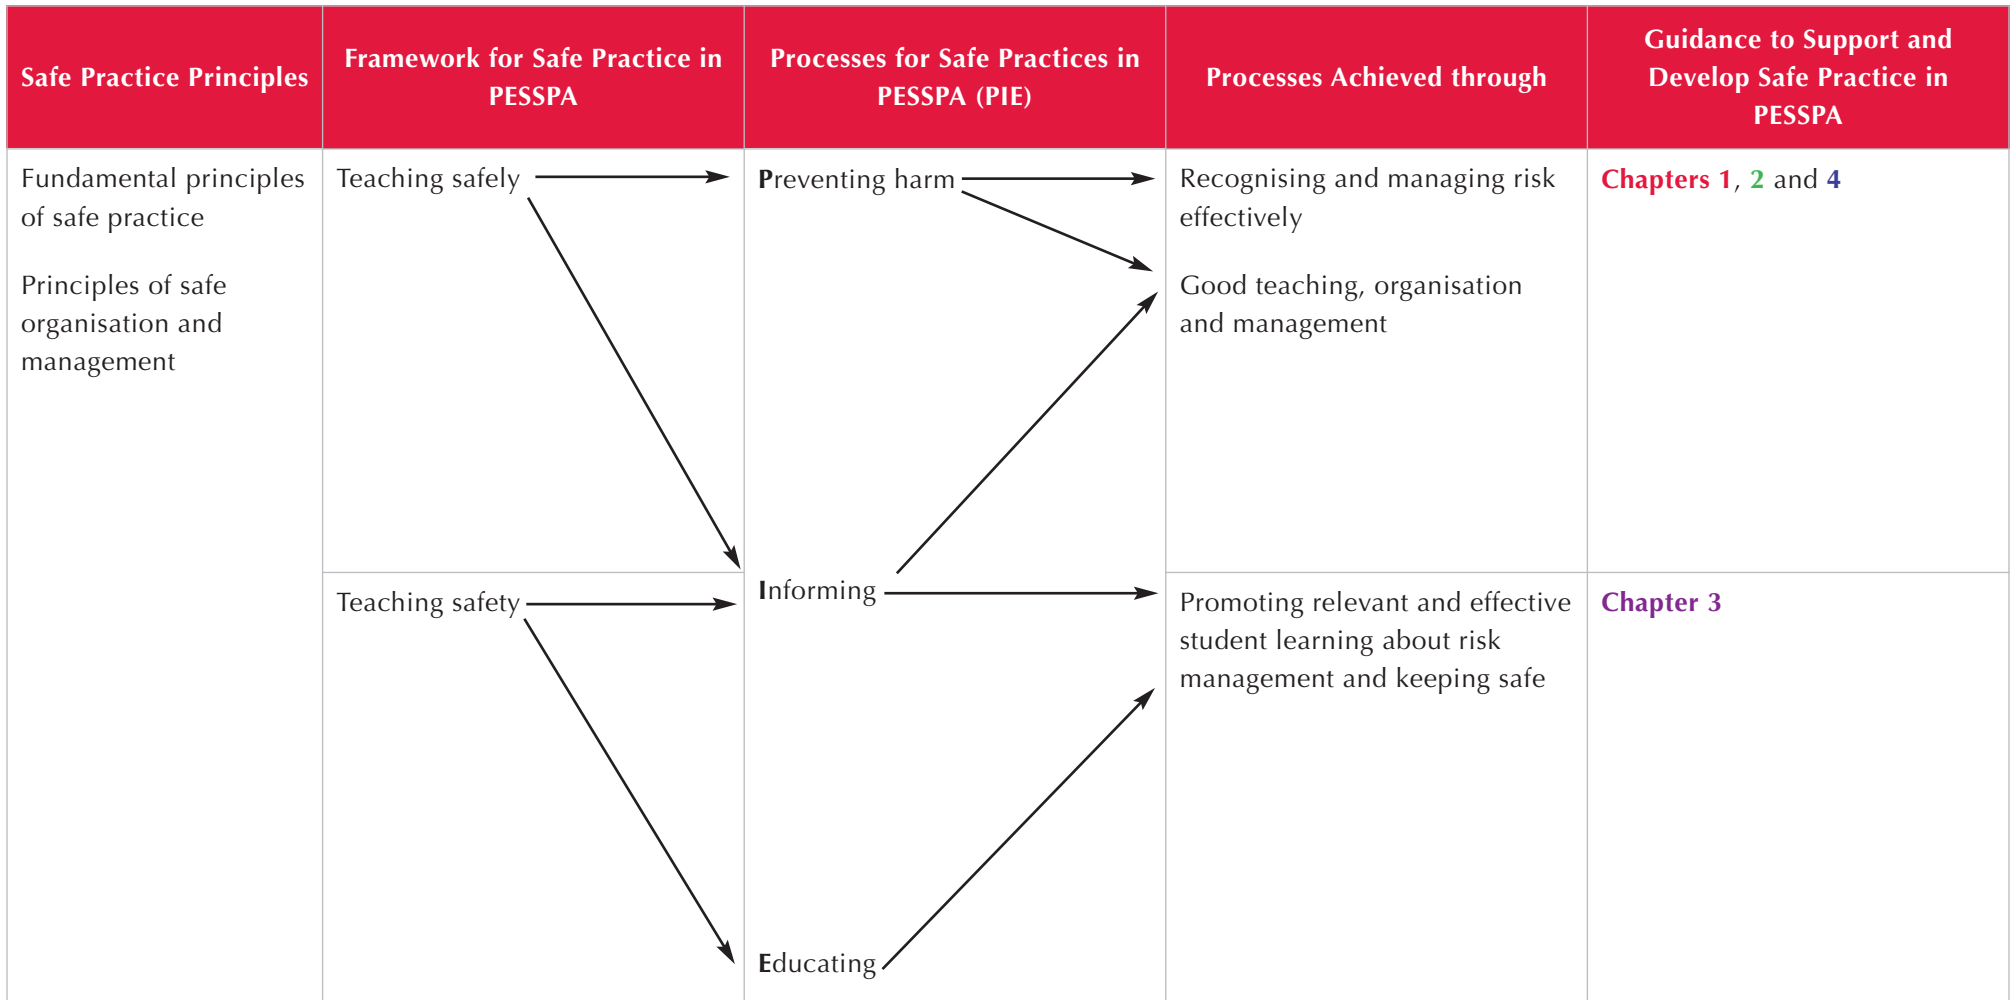 Safe Practice Principles
Framework for Safe Practice in
PESSPA
Processes for Safe Practices in
PESSPA (PIE)
Processes Achieved through
Guidance to Support and
Develop Safe Practice in
PESSPA
Fundamental principles
of safe practice
Principles of safe
organisation and
management
Teaching safely
Preventing harm
Recognising and managing risk
effectively
Good teaching, organisation
and management
Chapters 1, 2 and 4
Teaching safety
Informing
Educating
Promoting relevant and effective
student learning about risk
management and keeping safe
Chapter 3